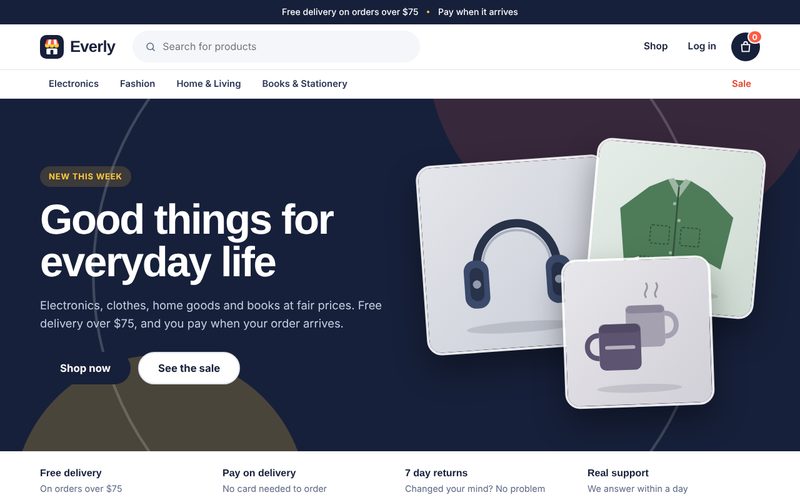 Free delivery on orders over $75 • Pay when it arrives
Everly
Search for products
Shop
Log in
0
Electronics
Fashion
Home & Living
Books & Stationery
Sale
NEW THIS WEEK
Good things for
everyday life
Electronics, clothes, home goods and books at fair prices. Free
delivery over $75, and you pay when your order arrives.
Shop now
See the sale
Free delivery
On orders over $75
Pay on delivery
No card needed to order
7 day returns
Changed your mind? No problem
Real support
We answer within a day